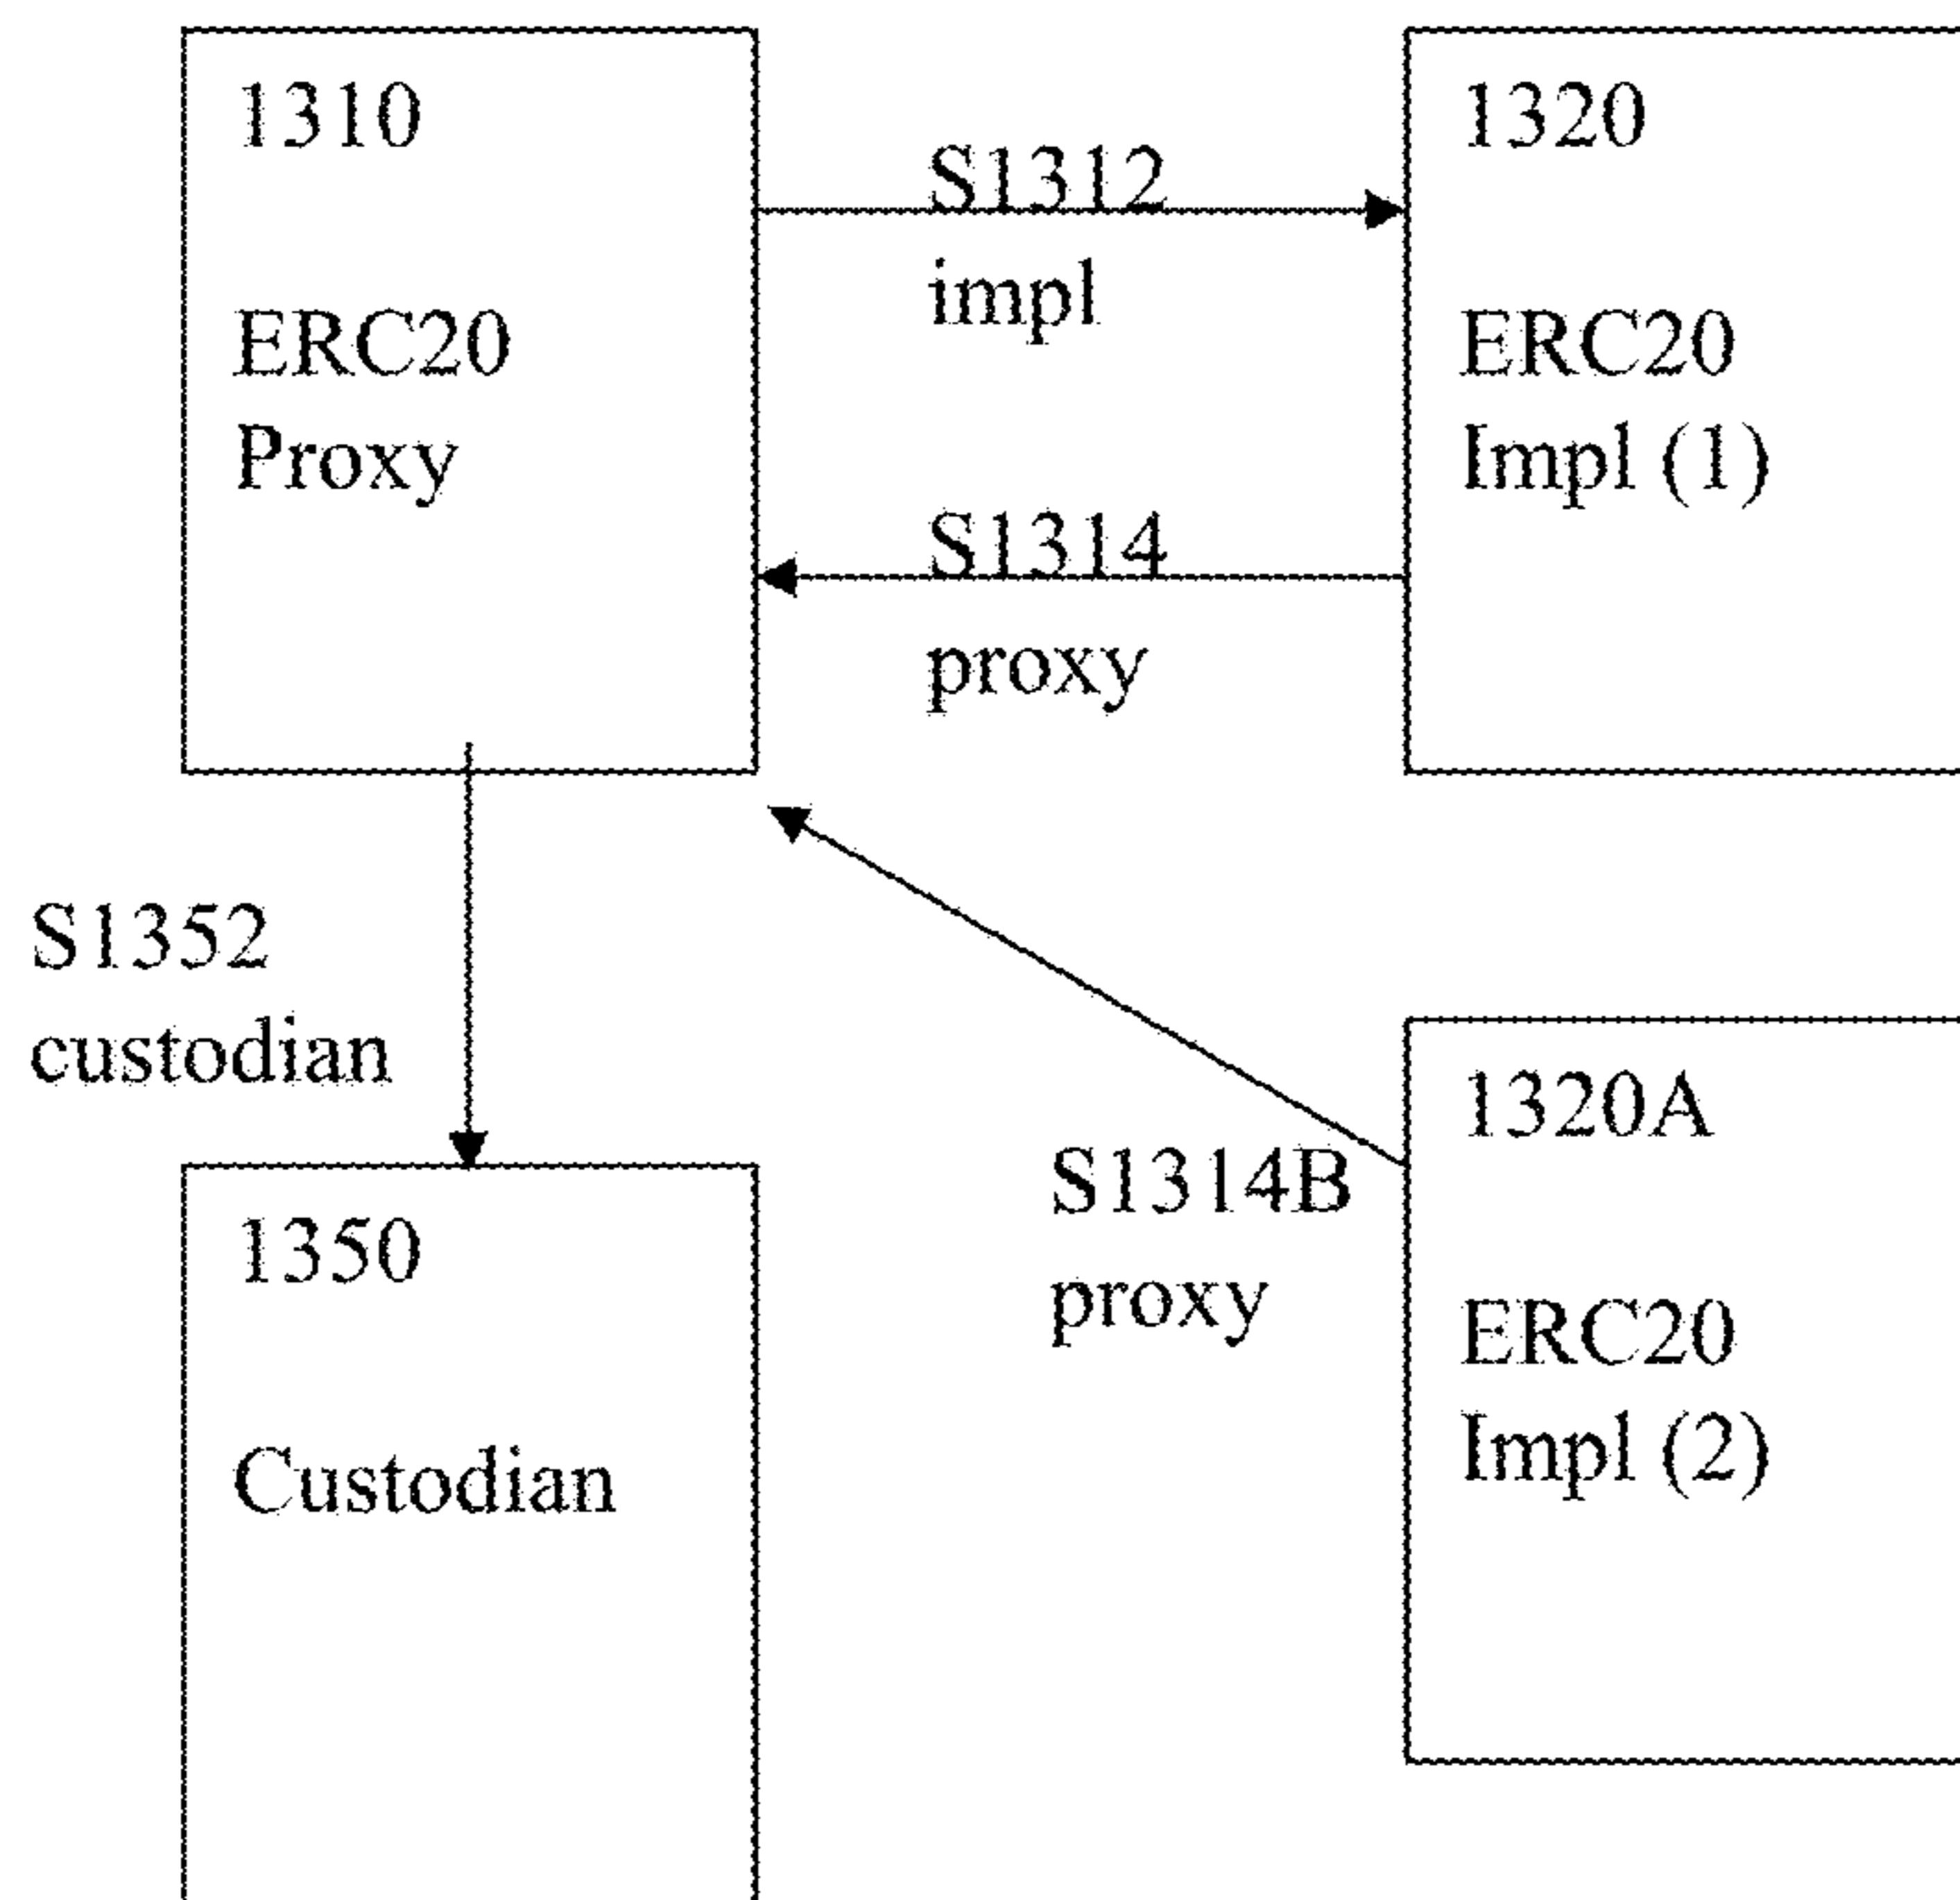 1310
ERC20
Proxy
S1312
impl
S1314
proxy
1320
ERC20
Impl (1)
S1352
custodian
1350
Custodian
S1314B
proxy
1320A
ERC20
Impl (2)